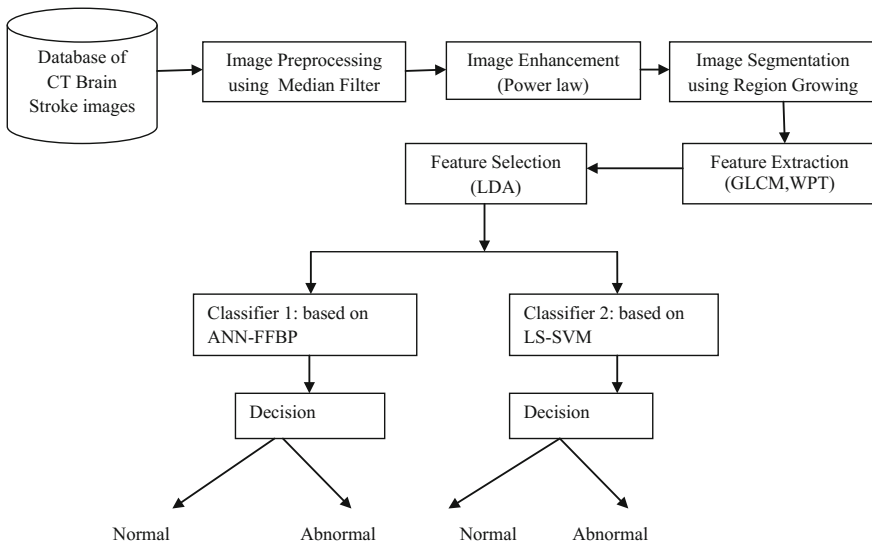 Database of
CT Brain
Stroke images
Image Preprocessing
using Median Filter
Image Enhancement
(Power law)
Image Segmentation
using Region Growing
Feature Selection
(LDA)
Feature Extraction
(GLCM,WPT)
Classifier 1: based on
ANN-FFBP
Classifier 2: based on
LS-SVM
Decision
Decision
Normal
Abnormal
Normal
Abnormal